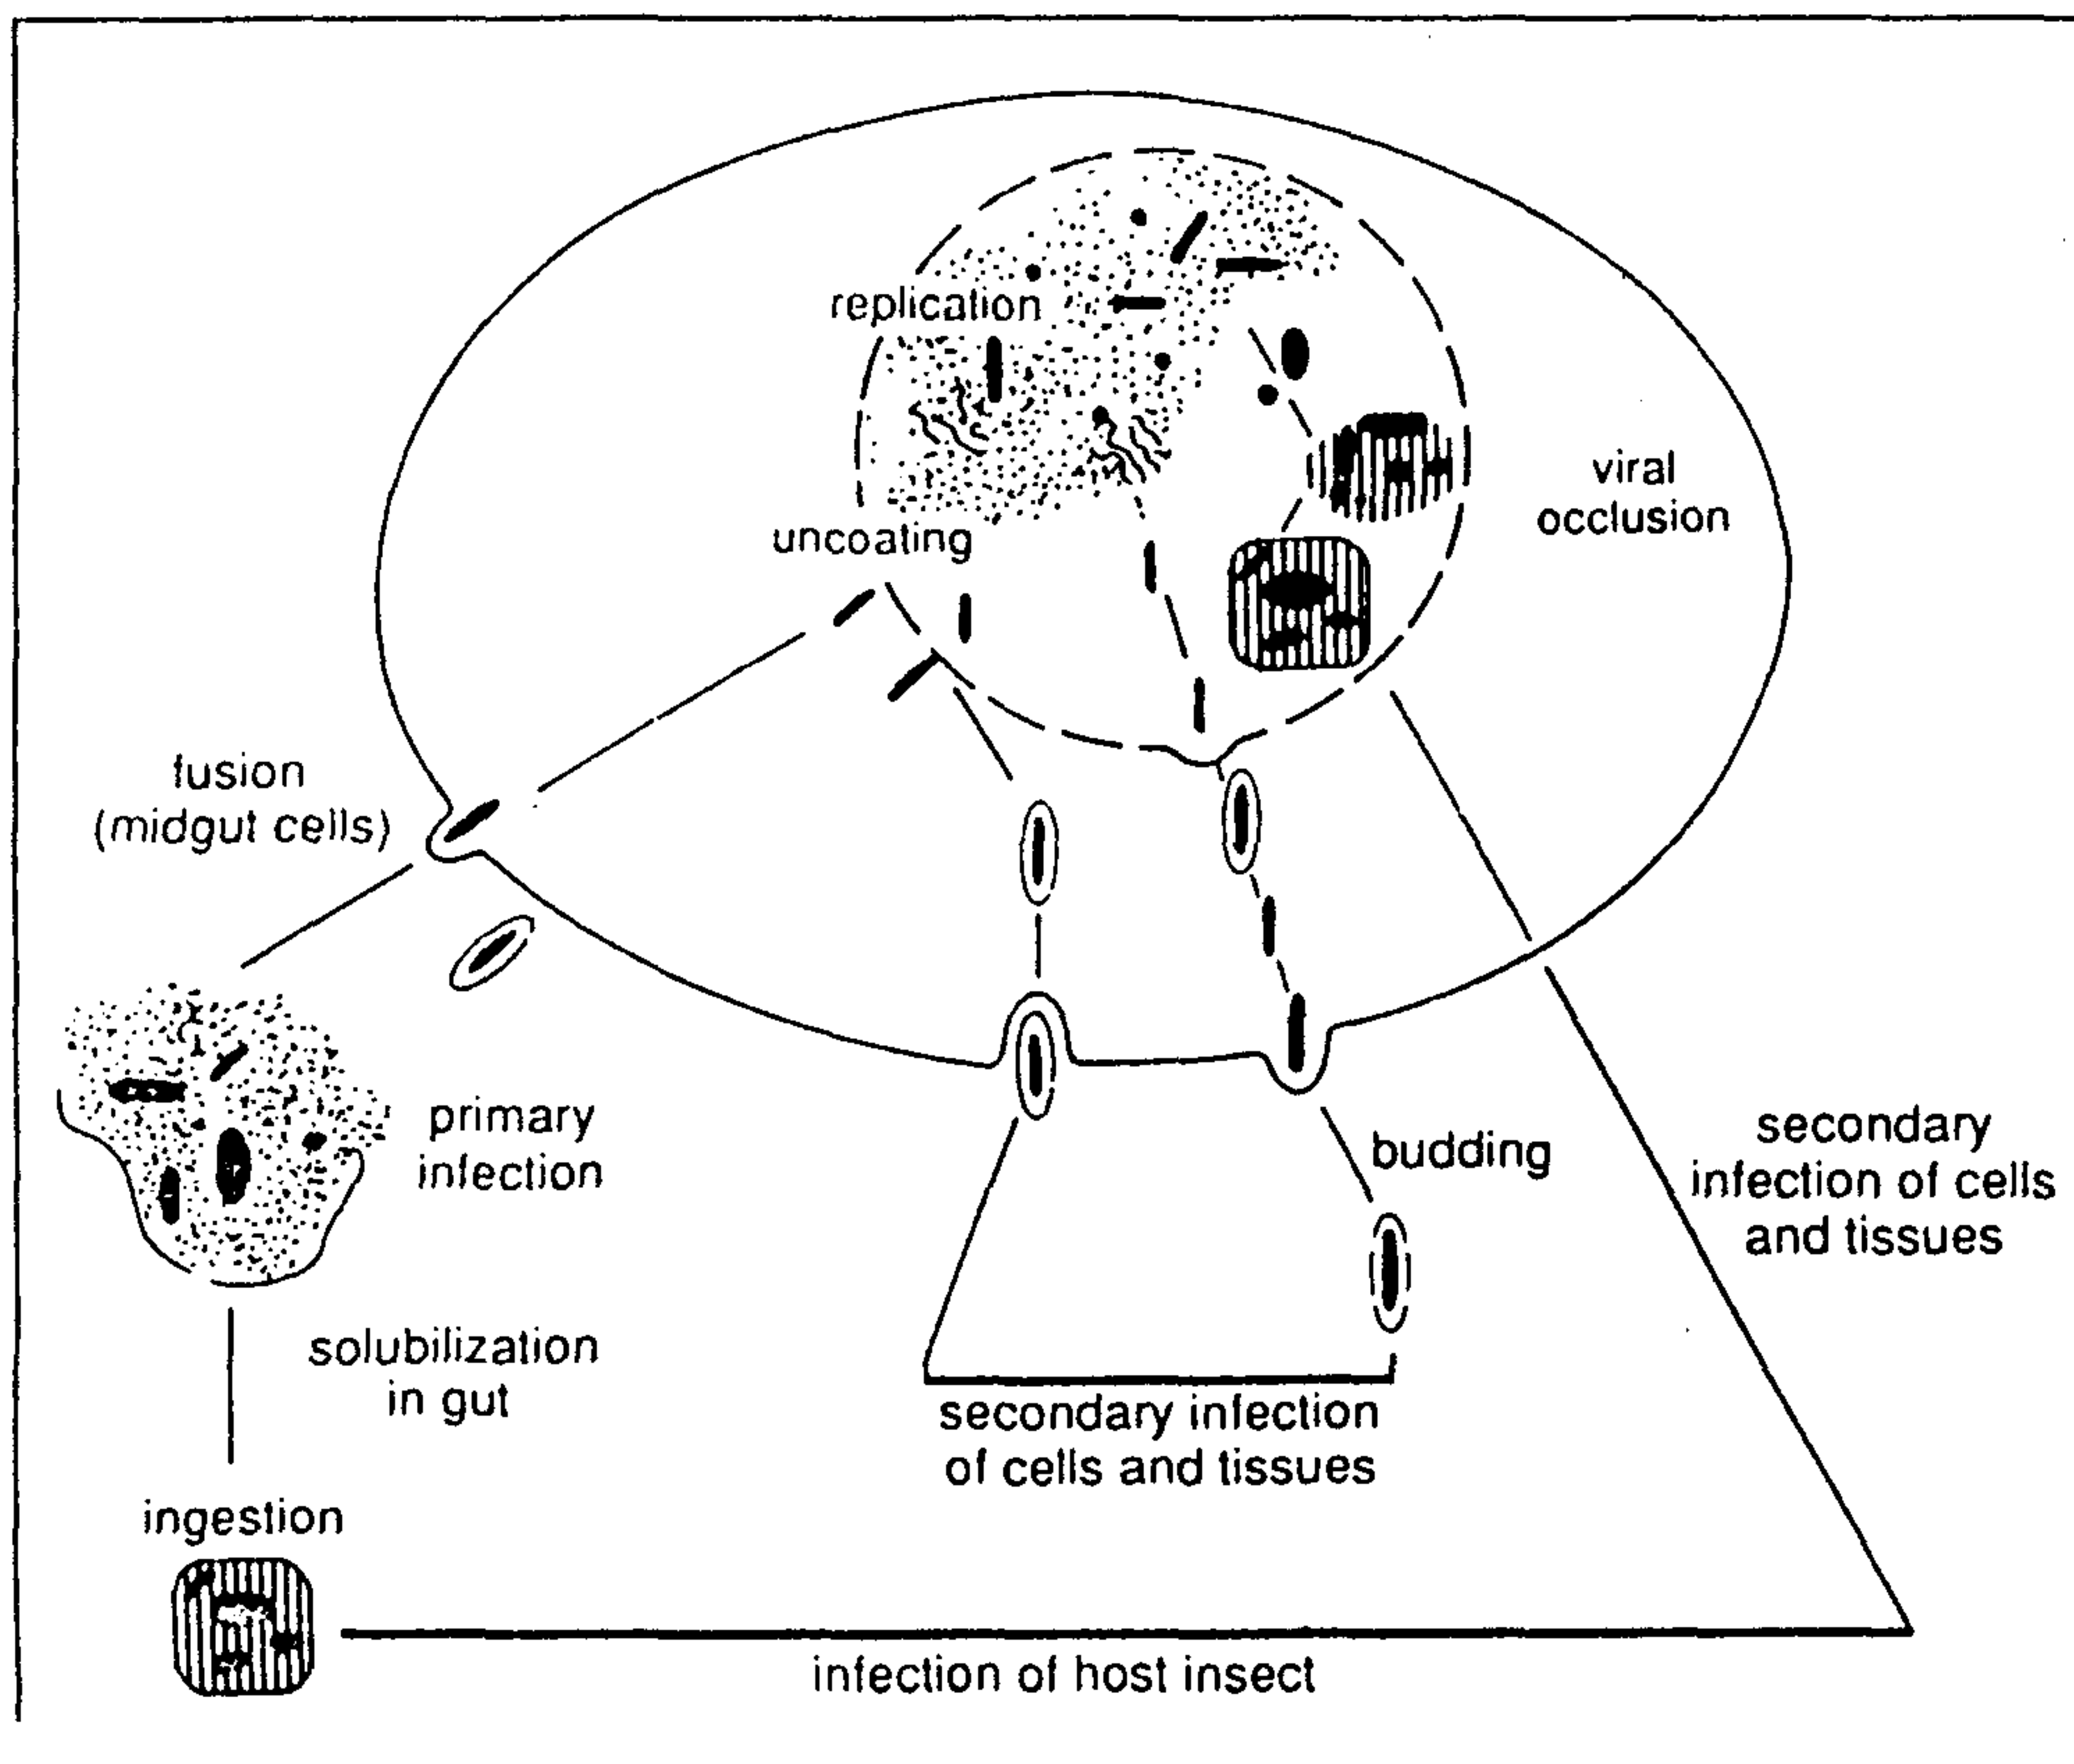 replication
viral
occlusion
uncoating
fusion
(midgut cells)
primary
infection
budding
secondary
infection of cells
and tissues
solubilization
in gut
secondary infection
of cells and tissues
ingestion
infection of host insect